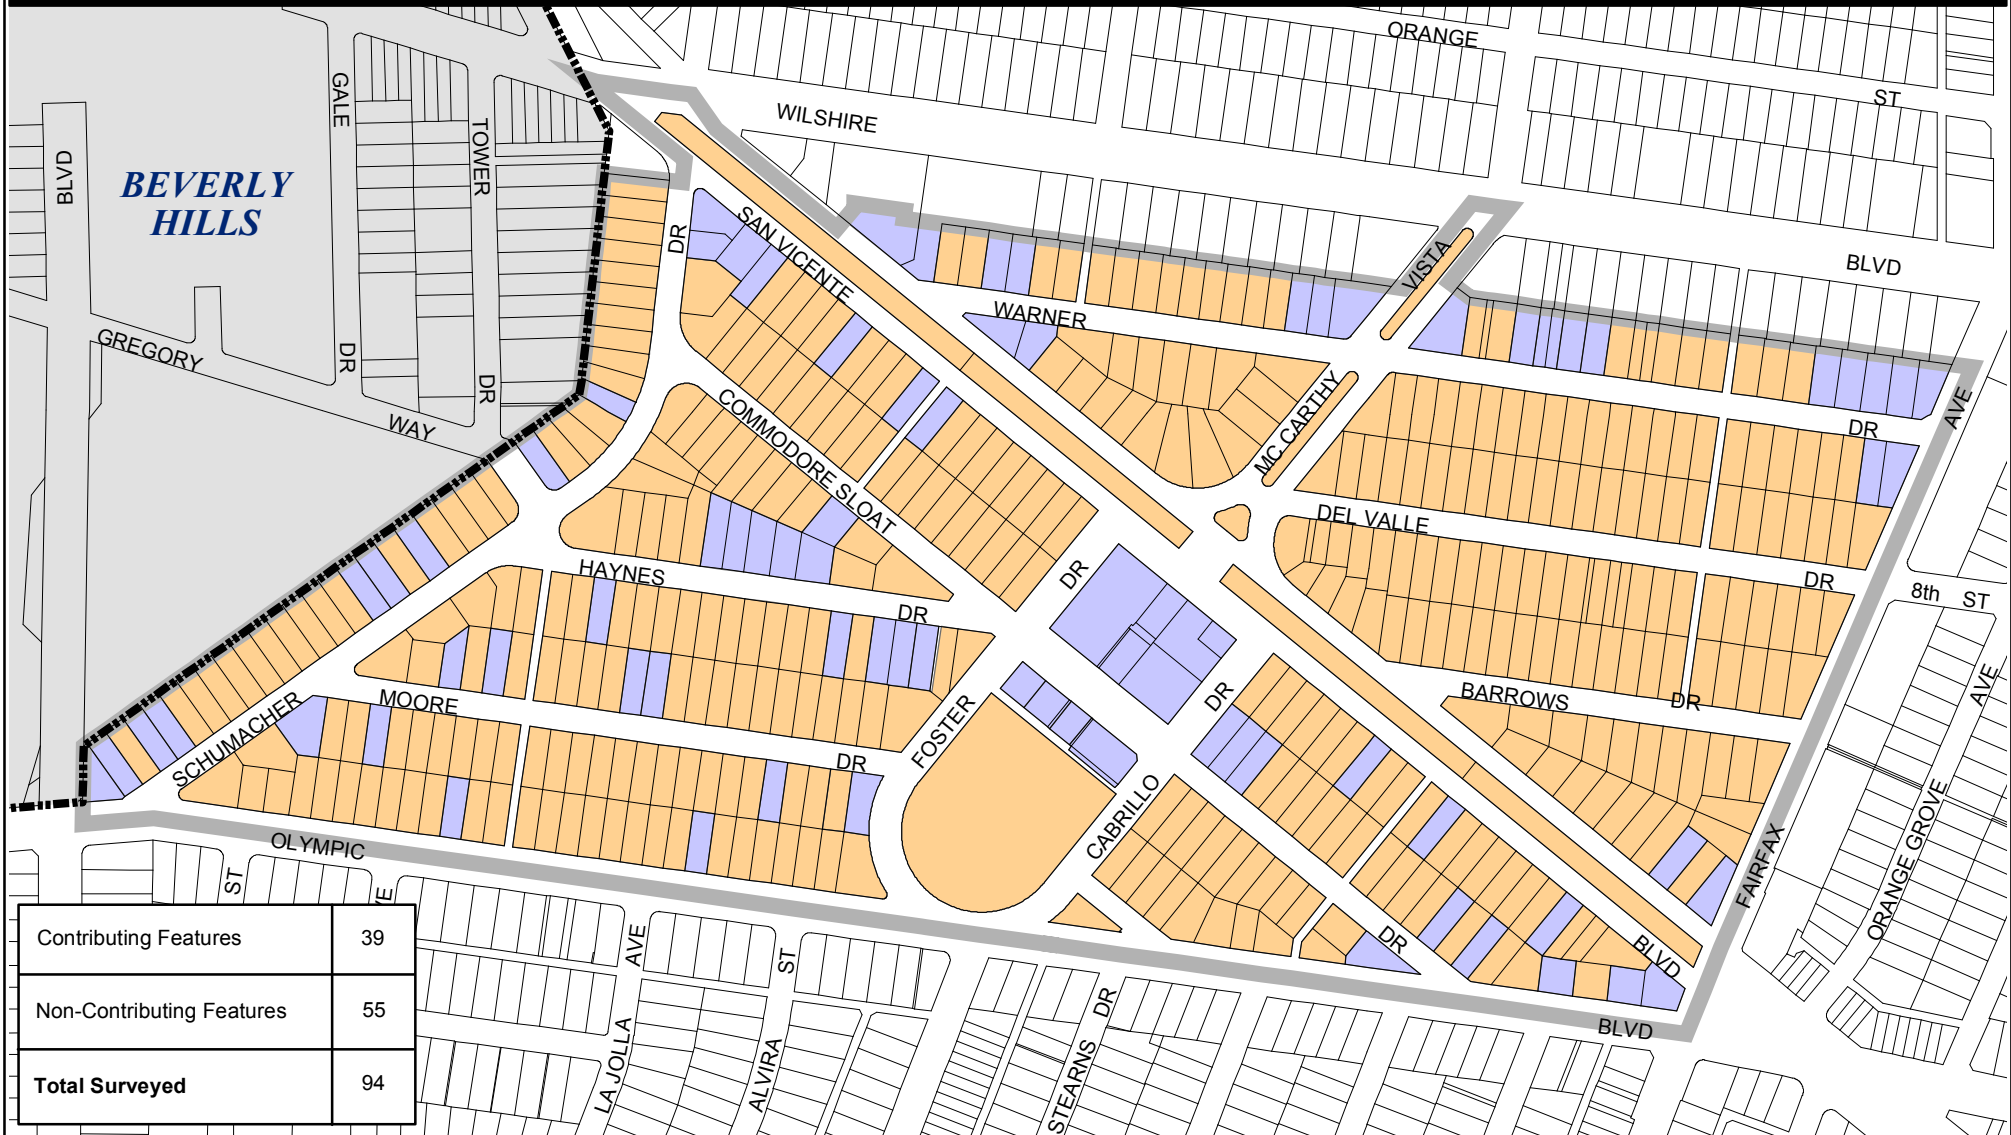 ORANGE
ST
WILSHIRE
BLVD
GALE
DR
TOWER
DR
BLVD
BEVERLY
HILLS
GREGORY
WAY
DR
SAN VICENTE
BLVD
WARNER
DR
VISTA
MC CARTHY
AVE
COMMODORE SLOAT
DR
DEL VALLE
DR
8th ST
HAYNES
DR
DR
DR
BARROWS
DR
AVE
MOORE
DR
SCHUMACHER
FOSTER
CABRILLO
FAIRFAX
ORANGE GROVE
OLYMPIC
BLVD
ST
VE
AVE
LA JOLLA
ST
ALVIRA
DR
STEARNS
Contributing Features 39
Non-Contributing Features 55
Total Surveyed 94